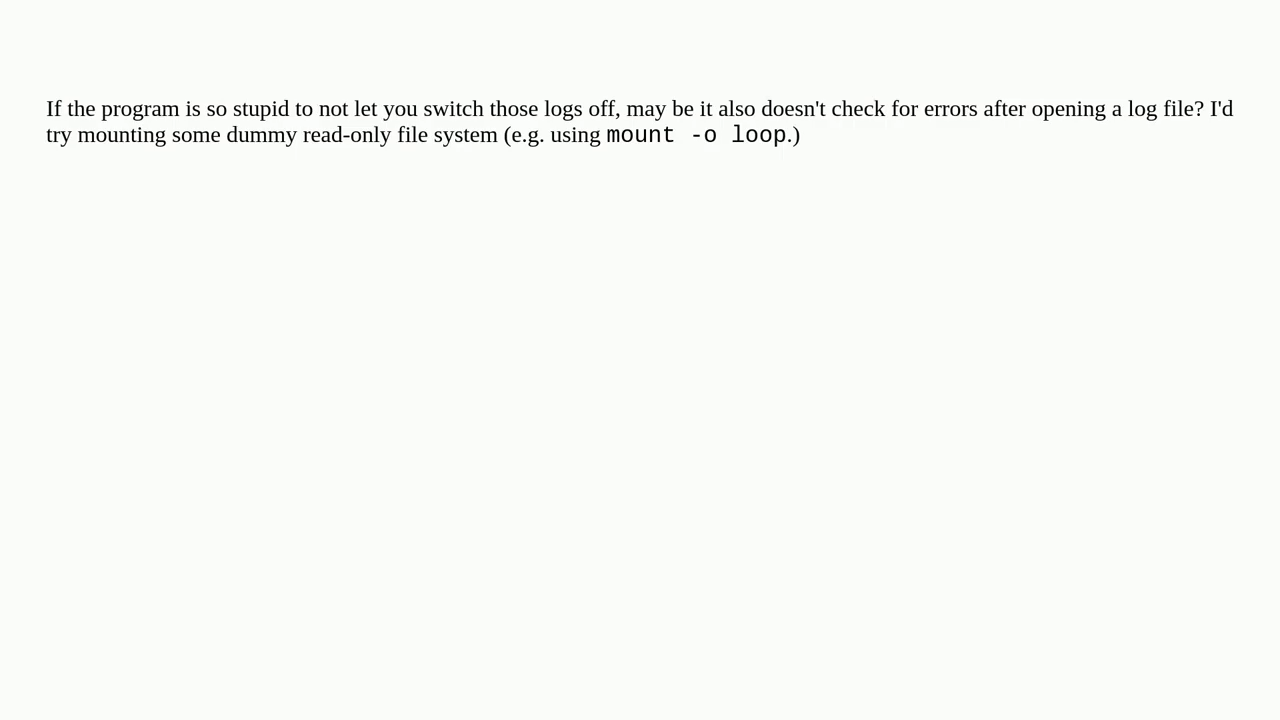 If the program is so stupid to not let you switch those logs off, may be it also doesn't check for errors after opening a log file? I'd
try mounting some dummy read-only file system (e.g. using mount -o loop.)